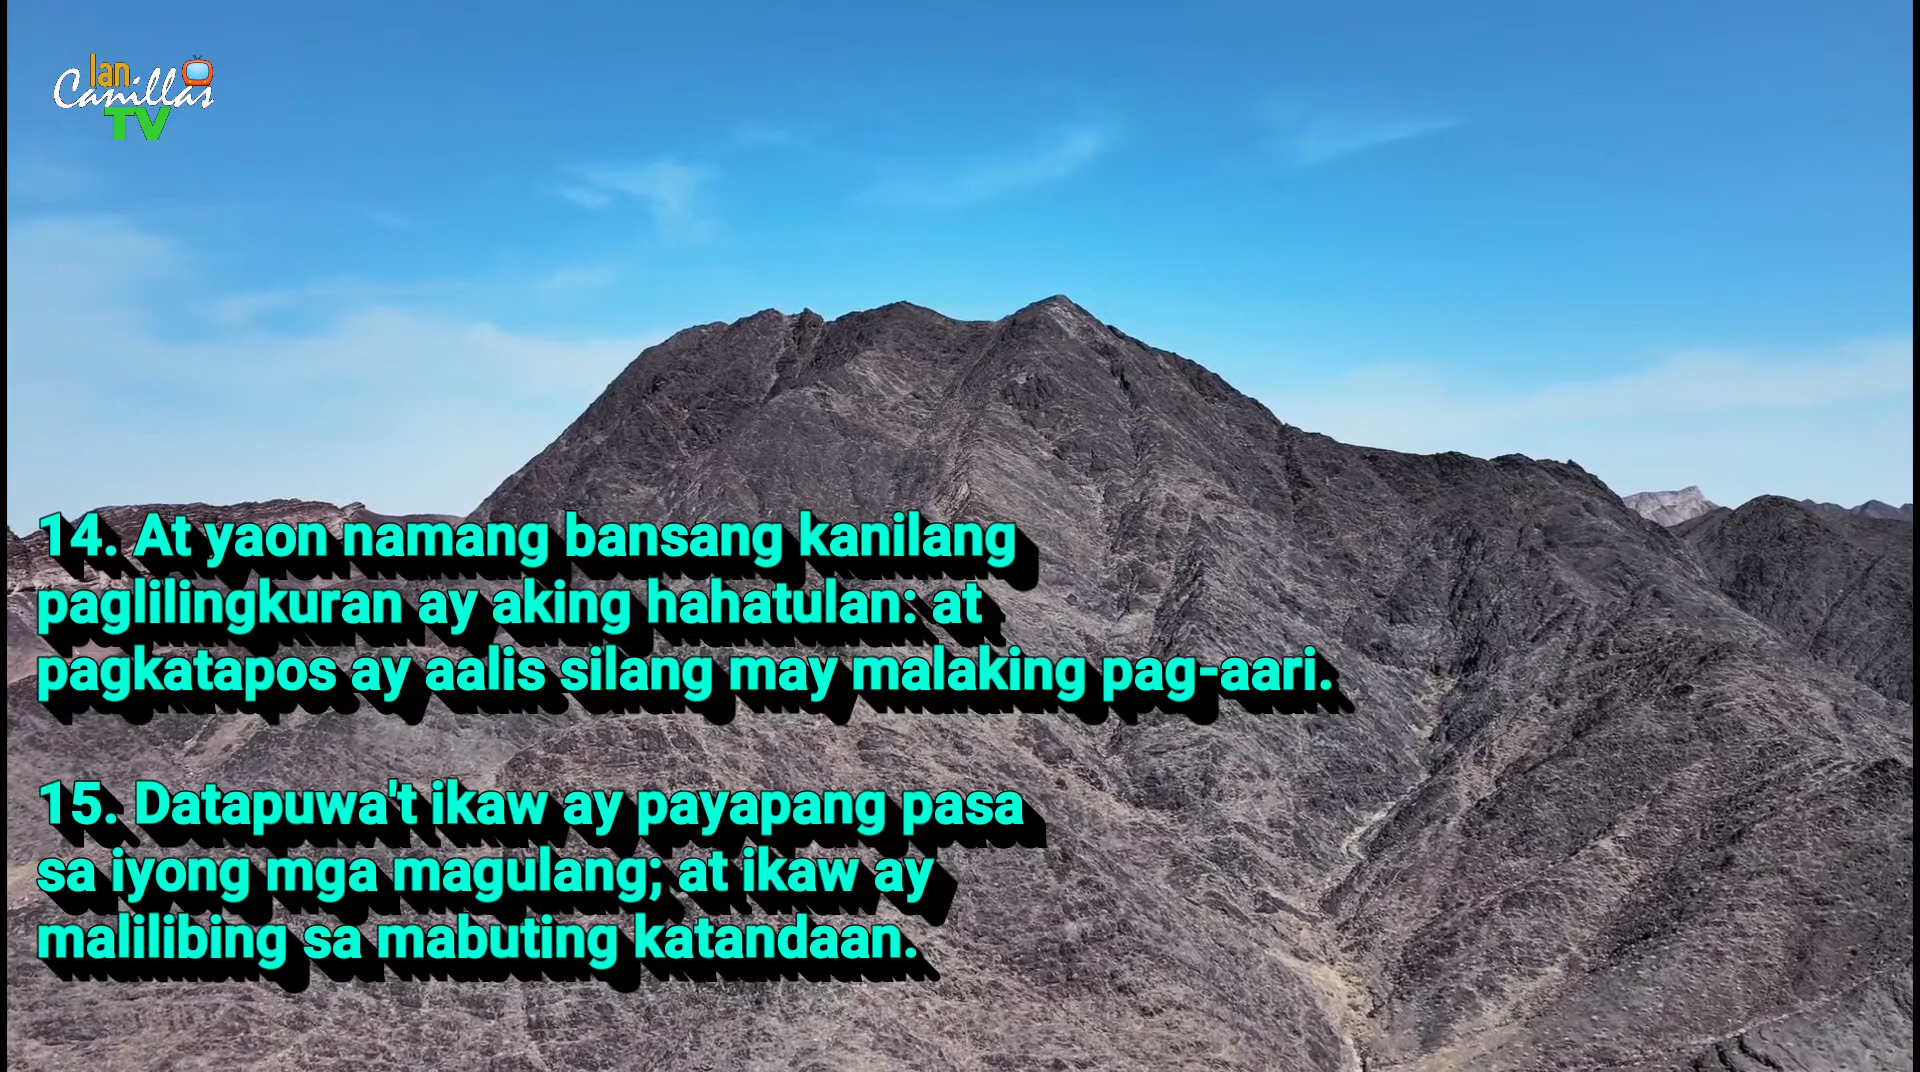 Ian
Canillas
TV
14. At yaon namang bansang kanilang
paglilingkuran ay aking hahatulan: at
pagkatapos ay aalis silang may malaking pag-aari.
15. Datapuwa't ikaw ay payapang pasa
sa iyong mga magulang; at ikaw ay
malilibing sa mabuting katandaan.